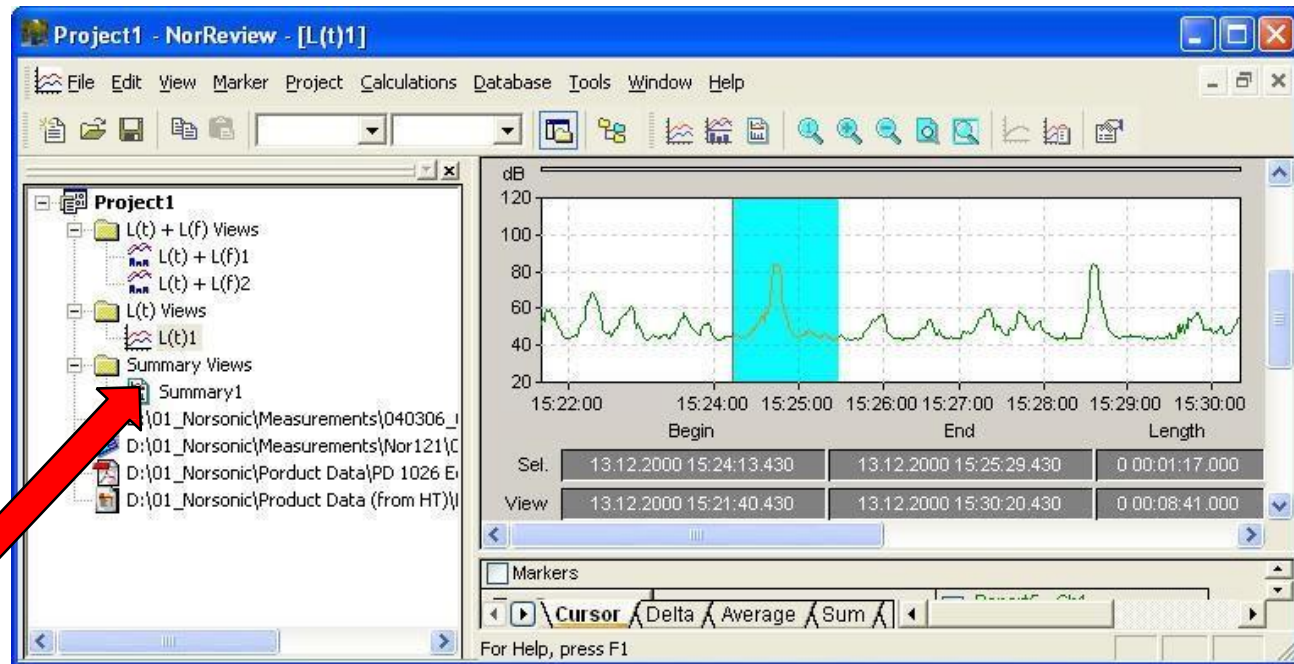 Project1 - NorReview - [L(t)1]
File Edit View Marker Project Calculations Database Tools Window Help
Project1
L(t) + L(f) Views
L(t) + L(f)1
L(t) + L(f)2
L(t) Views
L(t)1
Summary Views
Summary1
:\01_Norsonic\Measurements\040306_
D:\01_Norsonic\Measurements\Nor121\
D:\01_Norsonic\Porduct Data\PD 1026 E
D:\01_Norsonic\Product Data (from HT)\
dB
120
100
80
60
40
20
15:22:00 15:24:00 15:25:00 15:26:00 15:27:00 15:28:00 15:29:00 15:30:00
Begin End Length
Sel. 13.12.2000 15:24:13.430 13.12.2000 15:25:29.430 0 00:01:17.000
View 13.12.2000 15:21:40.430 13.12.2000 15:30:20.430 0 00:08:41.000
Markers
Cursor Delta Average Sum
For Help, press F1